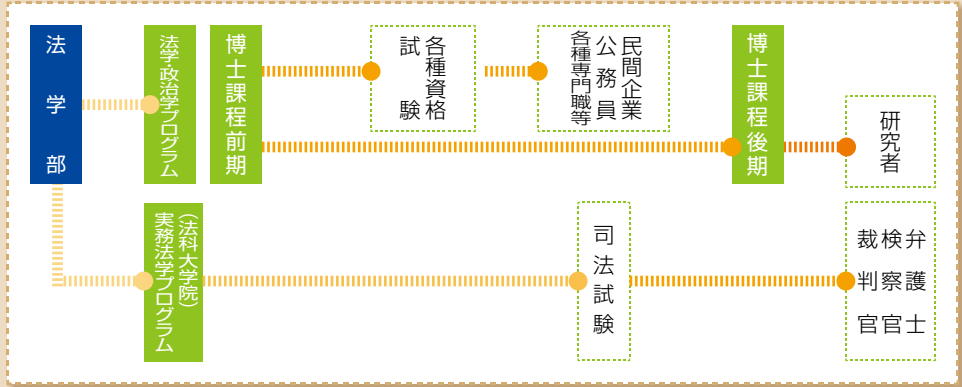 法学部
法学・政治学プログラム
博士課程前期
各種資格
試験
民間企業
公務員
各種専門職等
博士課程後期
研究者
（法科大学院）
実務法学プログラム
司法試験
弁護士
検察官
裁判官